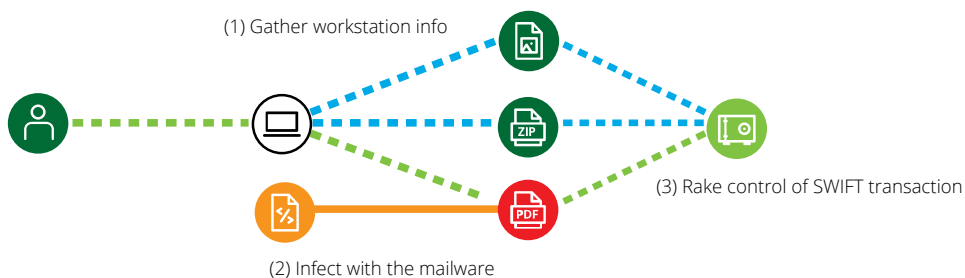 (1) Gather workstation info
ZIP
PDF
(3) Rake control of SWIFT transaction
(2) Infect with the mailware